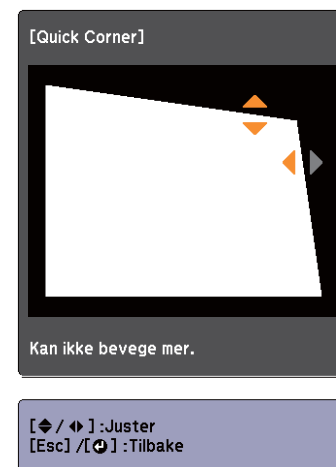 [Quick Corner]
Kan ikke bevege mer.
[ / ] :Juster
[Esc] /[ ] :Tilbake